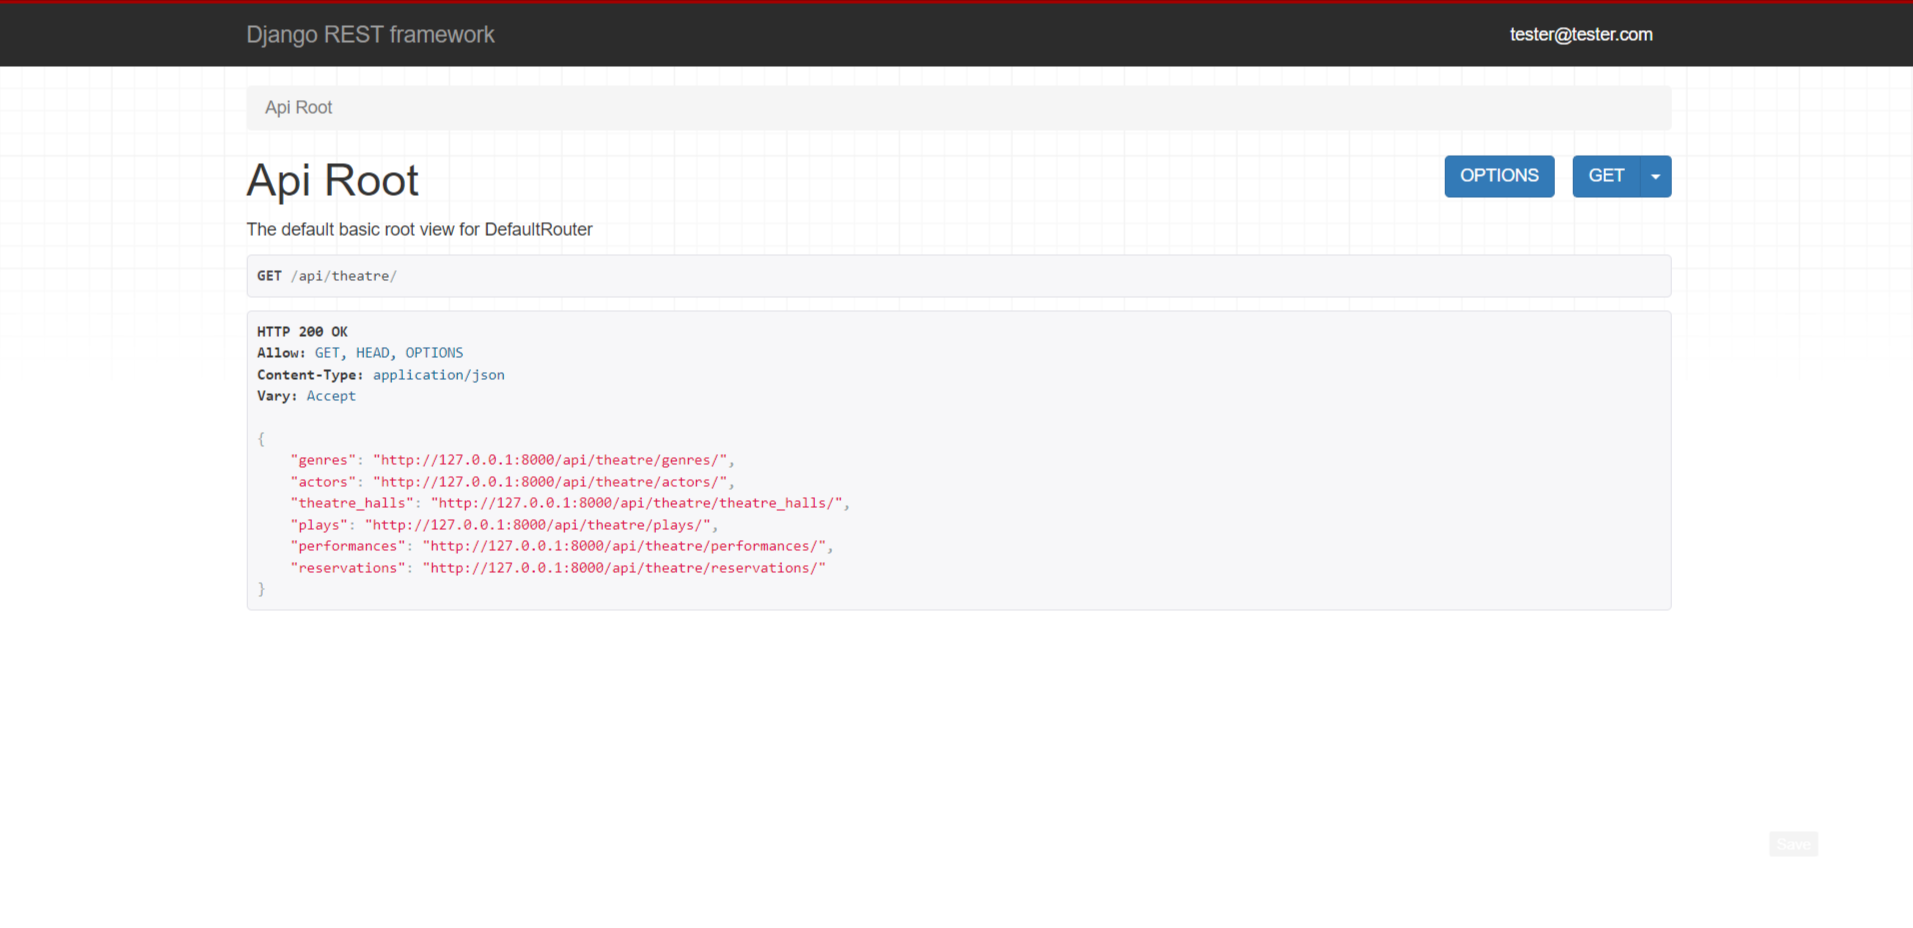 Django REST framework
tester@tester.com
Api Root
Api Root
OPTIONS
GET
The default basic root view for DefaultRouter
GET /api/theatre/
HTTP 200 OK
Allow: GET, HEAD, OPTIONS
Content-Type: application/json
Vary: Accept
{
    "genres": "http://127.0.0.1:8000/api/theatre/genres/",
    "actors": "http://127.0.0.1:8000/api/theatre/actors/",
    "theatre_halls": "http://127.0.0.1:8000/api/theatre/theatre_halls/",
    "plays": "http://127.0.0.1:8000/api/theatre/plays/",
    "performances": "http://127.0.0.1:8000/api/theatre/performances/",
    "reservations": "http://127.0.0.1:8000/api/theatre/reservations/"
}
Save